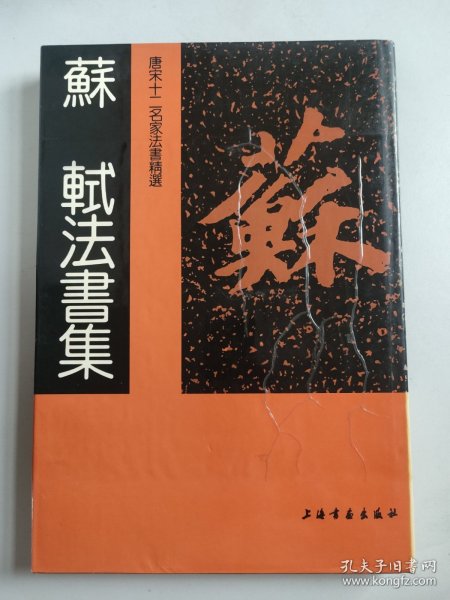 蘇軾法書集
唐宋十二名家法書精選
蘇
上海書畫出版社
孔夫子旧书网
www.kongfz.com